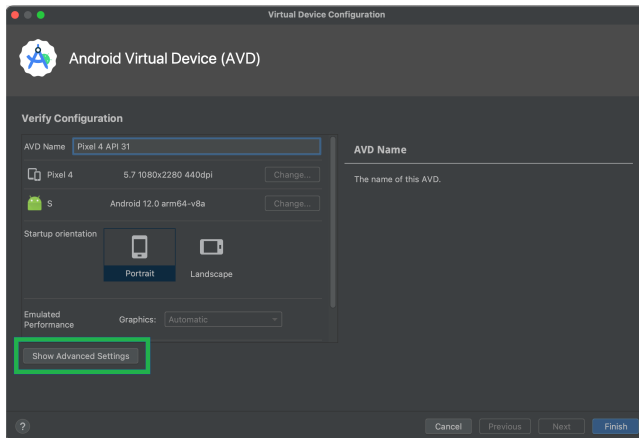 Virtual Device Configuration
Android Virtual Device (AVD)
Verify Configuration
AVD Name Pixel 4 API 31
Pixel 4 5.7 1080x2280 440dpi Change...
S Android 12.0 arm64-v8a Change...
Startup orientation
Portrait Landscape
Emulated
Performance
Graphics: Automatic
Show Advanced Settings
AVD Name
The name of this AVD.
? Cancel Previous Next Finish